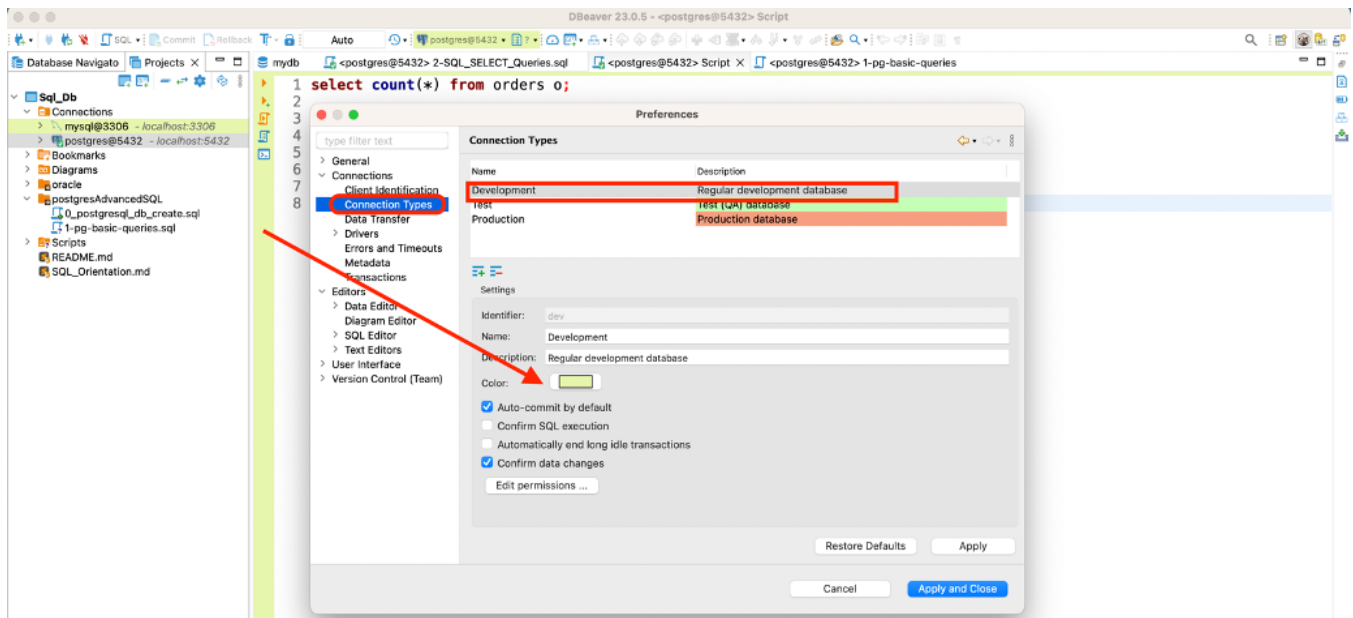 DBeaver 23.0.5 - <postgres@5432> Script
SQL Commit Rollback Auto postgres@5432 ?
Database Navigato Projects mydb <postgres@5432> 2-SQL_SELECT_Queries.sql <postgres@5432> Script <postgres@5432> 1-pg-basic-queries
Sql_Db
Connections
mysql@3306 - localhost:3306
postgres@5432 - localhost:5432
Bookmarks
Diagrams
oracle
postgresAdvancedSQL
0_postgresql_db_create.sql
1-pg-basic-queries.sql
Scripts
README.md
SQL_Orientation.md
1 select count(*) from orders o;
2
3
4
5
6
7
8
Preferences
type filter text
General
Connections
Client Identification
Connection Types
Data Transfer
Drivers
Errors and Timeouts
Metadata
Transactions
Editors
Data Editor
Diagram Editor
SQL Editor
Text Editors
User Interface
Version Control (Team)
Connection Types
Name Description
Development Regular development database
Test Test (QA) database
Production Production database
Settings
Identifier: dev
Name: Development
Description: Regular development database
Color:
Auto-commit by default
Confirm SQL execution
Automatically end long idle transactions
Confirm data changes
Edit permissions ...
Restore Defaults Apply
Cancel Apply and Close